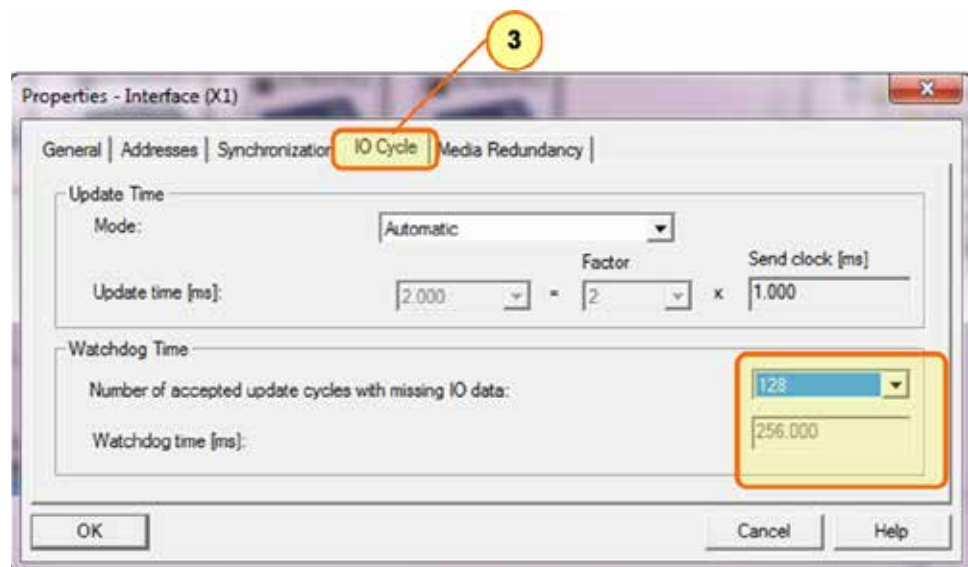 3
Properties - Interface (X1)
General Addresses Synchronization IO Cycle Media Redundancy
Update Time
Mode: Automatic
Factor Send clock [ms]
Update time [ms]: 2.000 = 2 x 1.000
Watchdog Time
Number of accepted update cycles with missing IO data: 128
Watchdog time [ms]: 256.000
OK Cancel Help